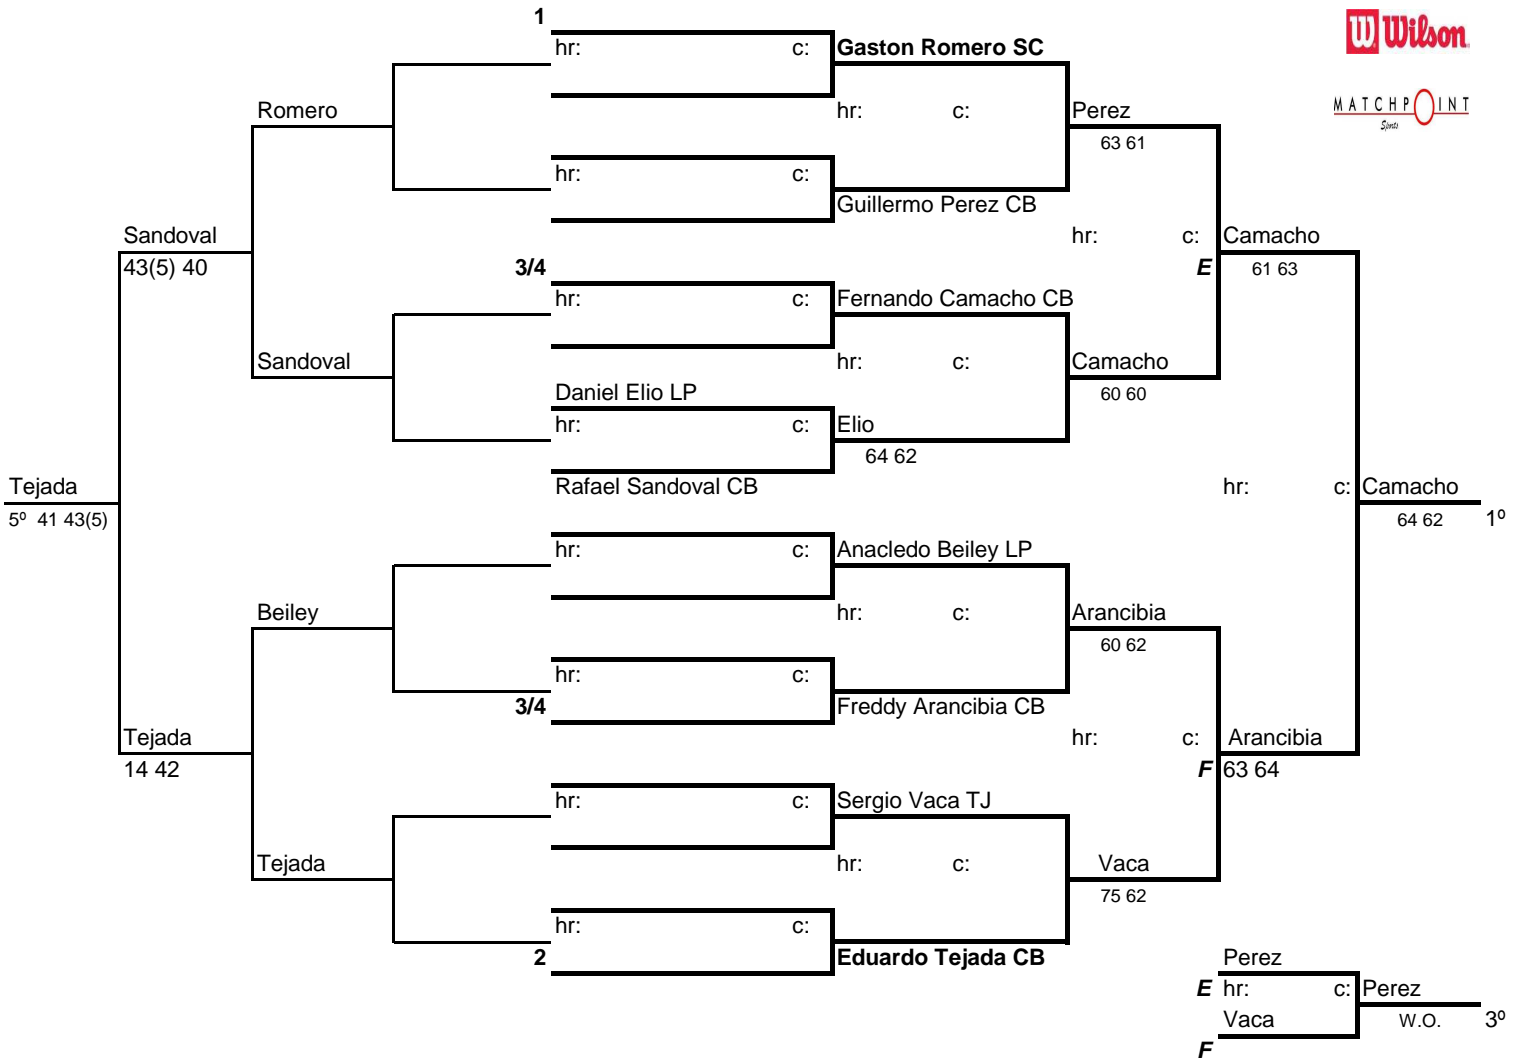 1
Wilson
hr: c: Gaston Romero SC
MATCHPOINT
Sports
Romero hr: c: Perez
63 61
hr: c:
Guillermo Perez CB
Sandoval hr: c: Camacho
43(5) 40 3/4 E 61 63
hr: c: Fernando Camacho CB
Sandoval hr: c: Camacho
Daniel Elio LP 60 60
hr: c: Elio
64 62
Tejada Rafael Sandoval CB hr: c: Camacho
5º 41 43(5) 64 62 1º
hr: c: Anacledo Beiley LP
Beiley hr: c: Arancibia
60 62
hr: c:
3/4 Freddy Arancibia CB
Tejada hr: c: Arancibia
14 42 F 63 64
hr: c: Sergio Vaca TJ
Tejada hr: c: Vaca
75 62
hr: c:
2 Eduardo Tejada CB Perez
E hr: c: Perez
Vaca W.O. 3º
F